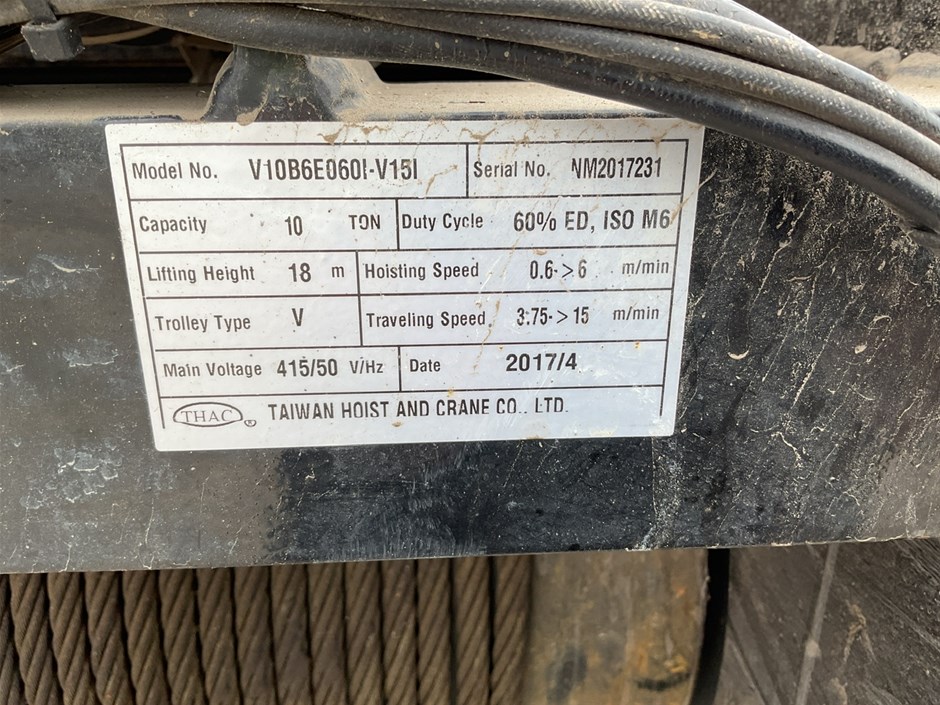 Model No. V10B6E060I-V15I Serial No. NM2017231
Capacity 10 TON Duty Cycle 60% ED, ISO M6
Lifting Height 18 m Hoisting Speed 0.6->6 m/min
Trolley Type V Traveling Speed 3.75->15 m/min
Main Voltage 415/50 V/Hz Date 2017/4
THAC ® TAIWAN HOIST AND CRANE CO., LTD.